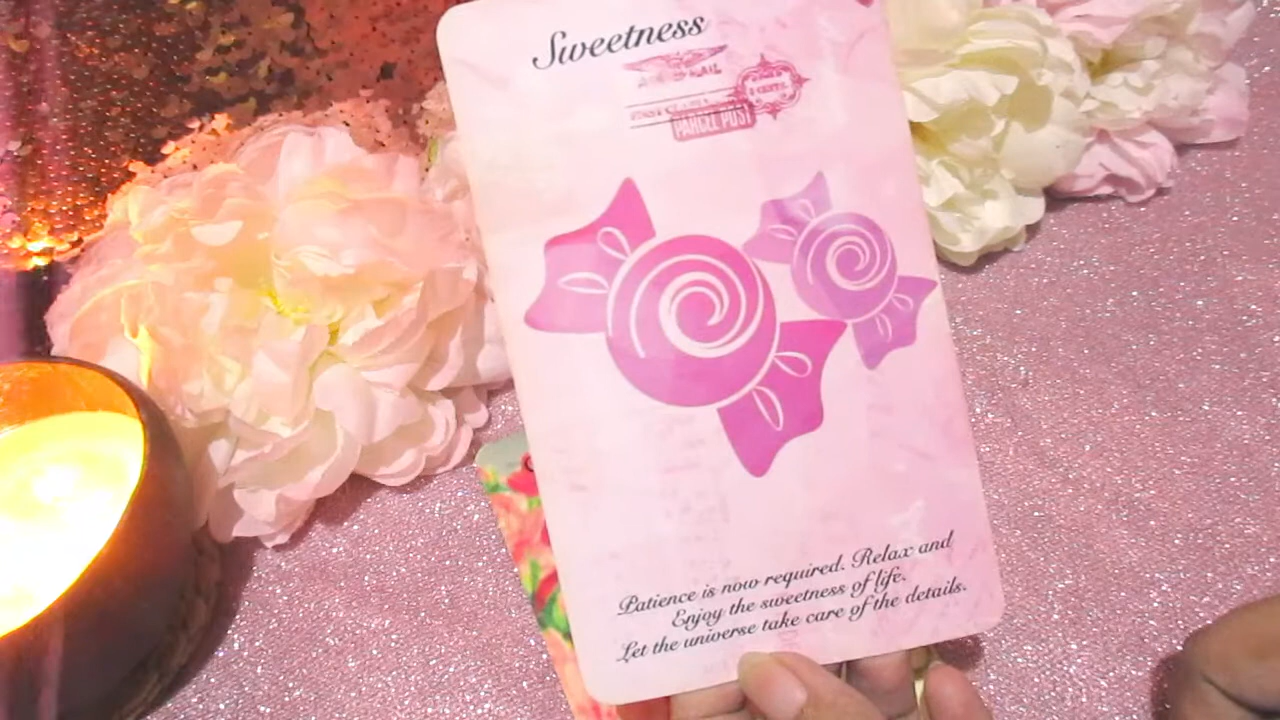 Sweetness
PARCEL POST
Patience is now required. Relax and
Enjoy the sweetness of life.
Let the universe take care of the details.